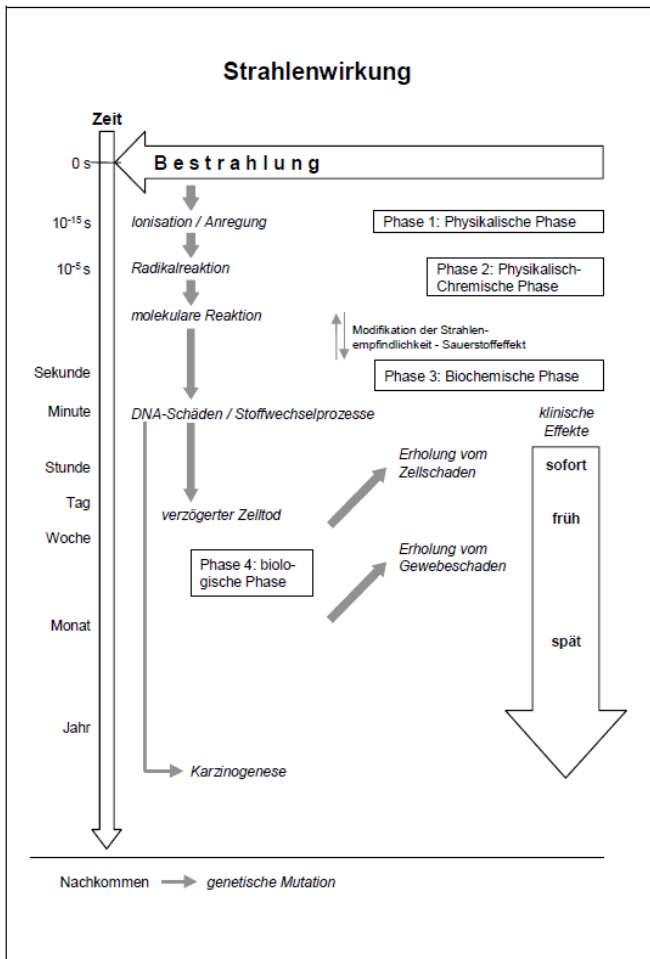 Strahlenwirkung
Zeit
0 s
Bestrahlung
10-15 s
Ionisation / Anregung
Phase 1: Physikalische Phase
10-5 s
Radikalreaktion
Phase 2: Physikalisch-
Chremische Phase
molekulare Reaktion
Modifikation der Strahlen-
empfindlichkeit - Sauerstoffeffekt
Sekunde
Phase 3: Biochemische Phase
Minute
DNA-Schäden / Stoffwechselprozesse
klinische
Effekte
Stunde
Erholung vom
Zellschaden
sofort
Tag
verzögerter Zelltod
früh
Woche
Phase 4: biolo-
gische Phase
Erholung vom
Gewebeschaden
Monat
spät
Jahr
Karzinogenese
Nachkommen
genetische Mutation